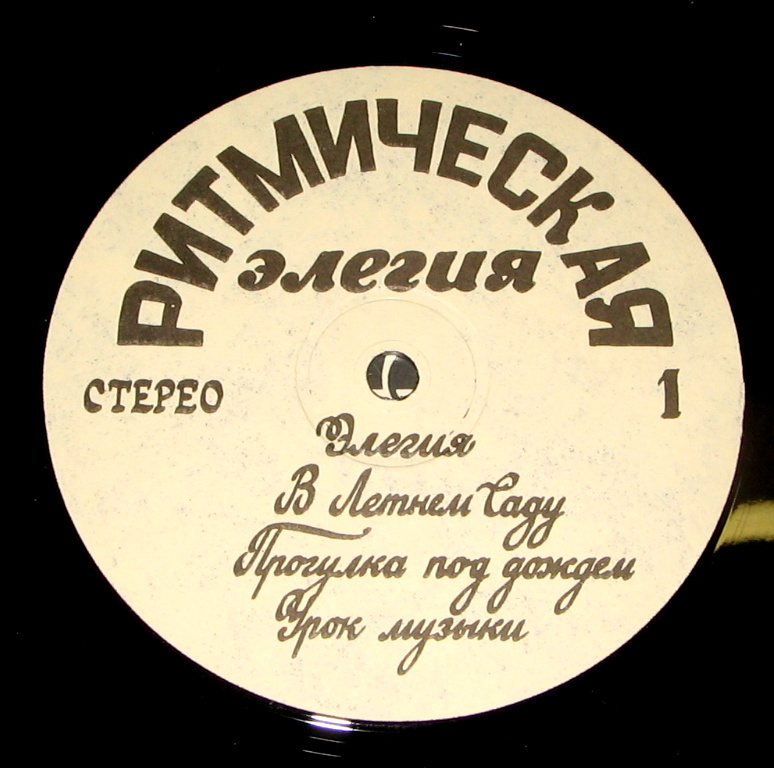 РИТМИЧЕСКАЯ
элегия
СТЕРЕО 1
Элегия
В Летнем Саду
Прогулка под дождем
Урок музыки